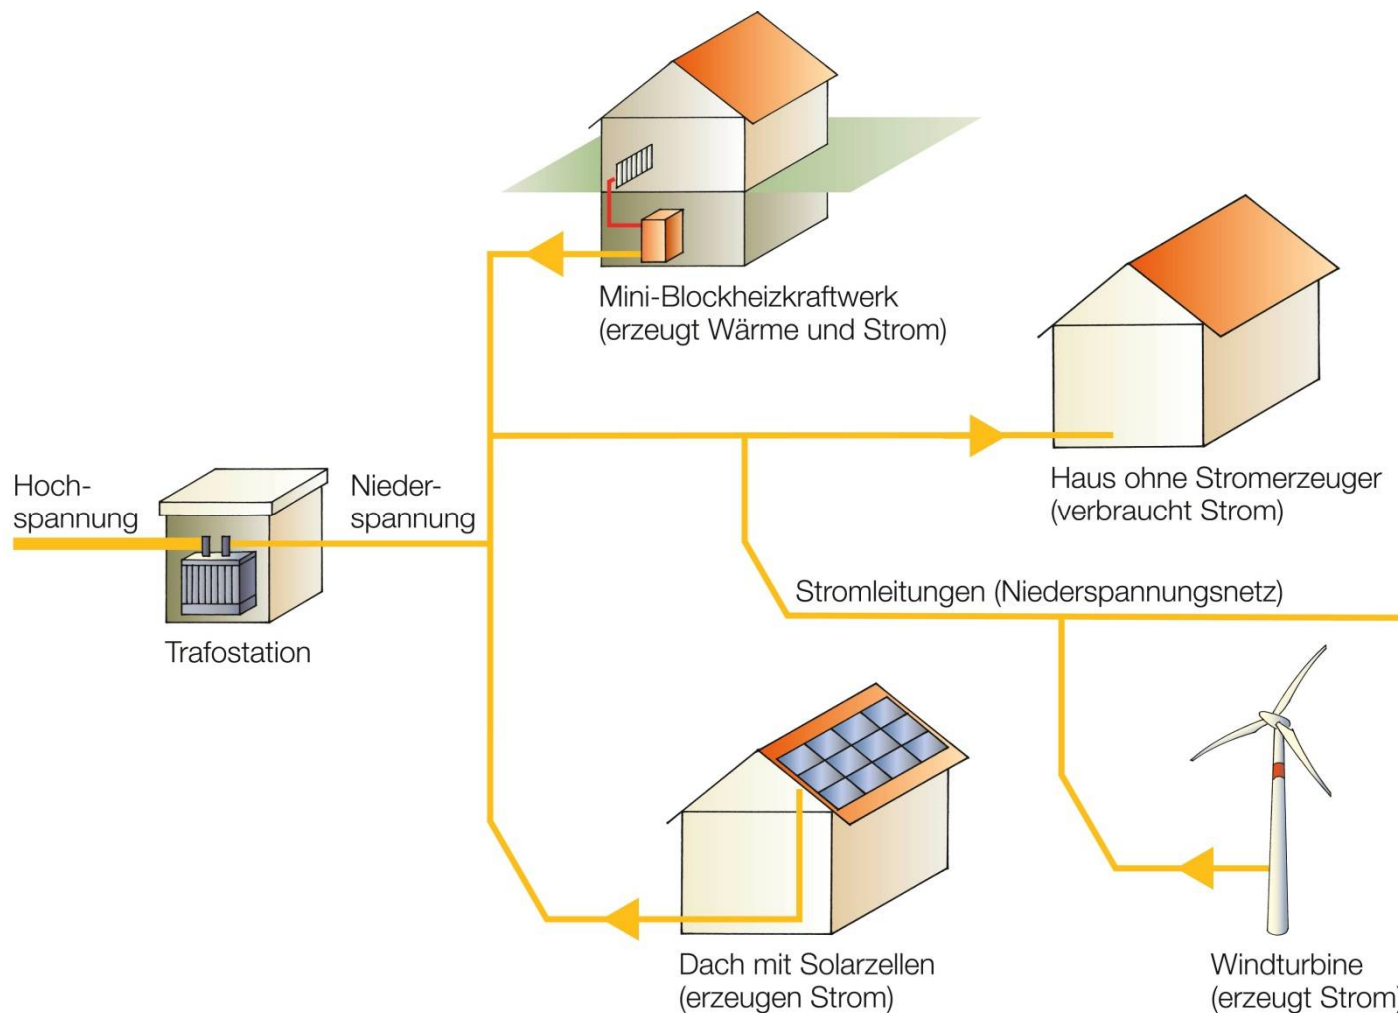 Mini-Blockheizkraftwerk
(erzeugt Wärme und Strom)
Hoch-
spannung
Nieder-
spannung
Haus ohne Stromerzeuger
(verbraucht Strom)
Stromleitungen (Niederspannungsnetz)
Trafostation
Dach mit Solarzellen
(erzeugen Strom)
Windturbine
(erzeugt Strom)